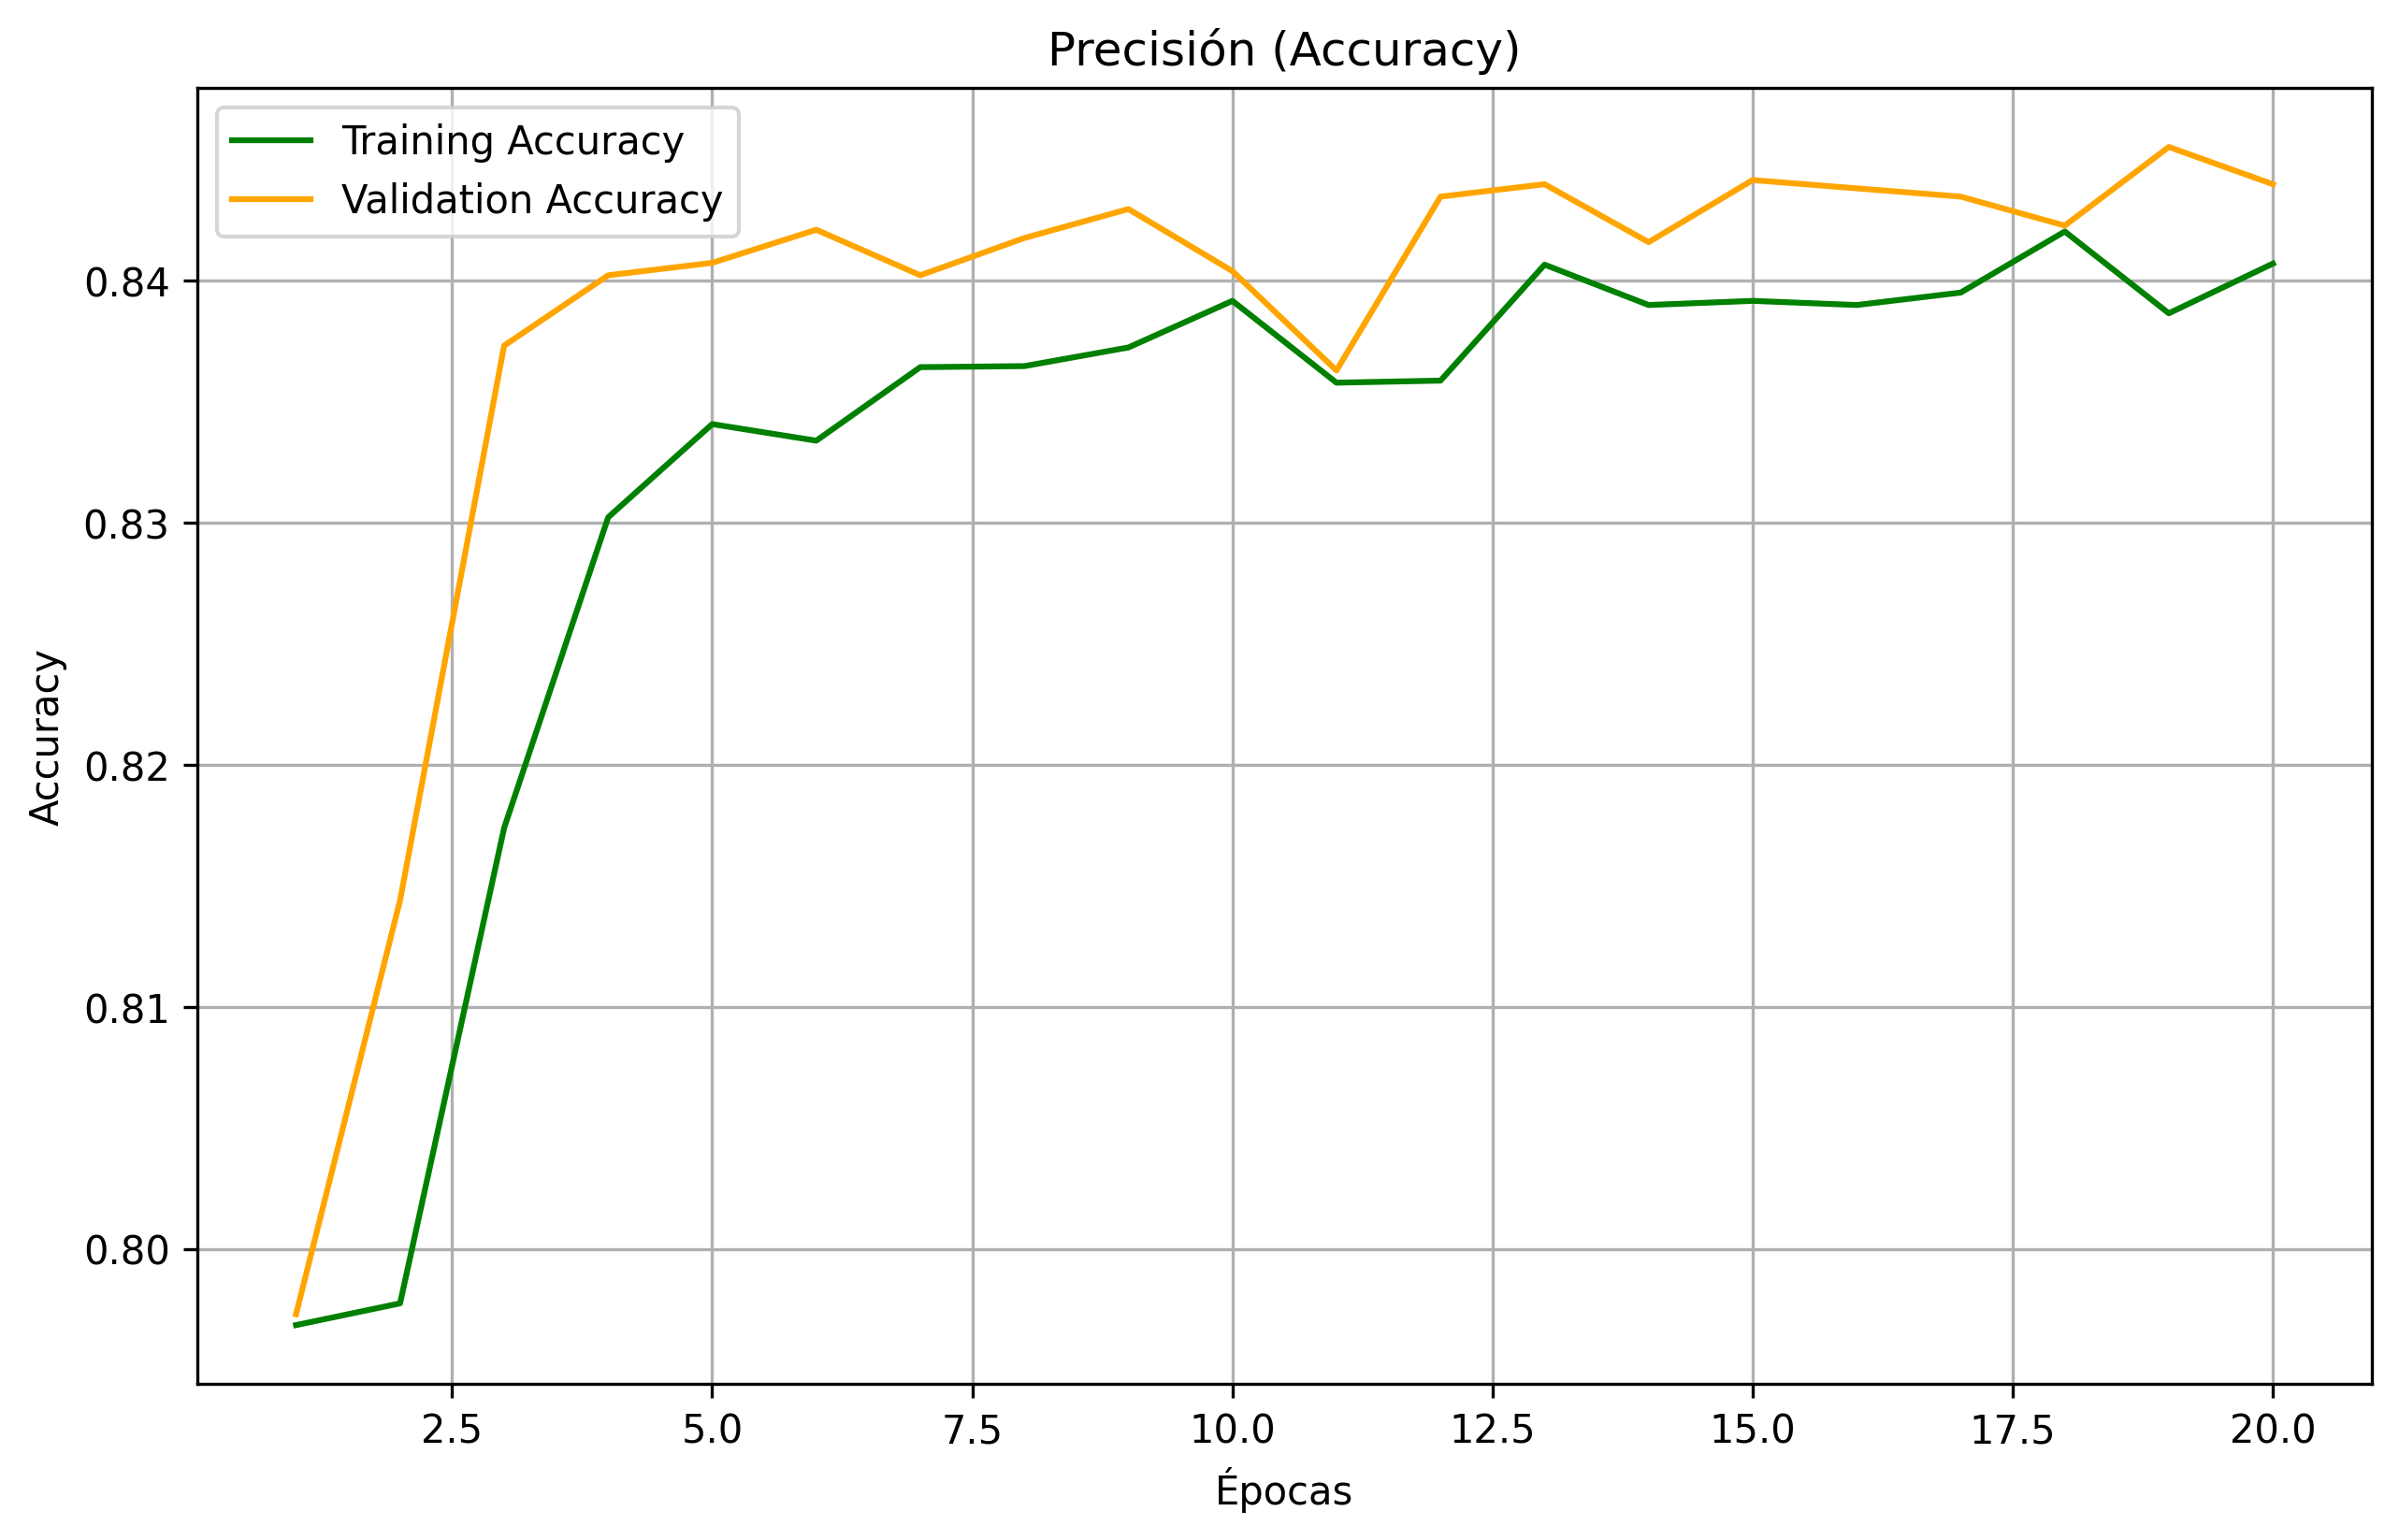 Precisión (Accuracy)
Training Accuracy
Validation Accuracy
0.84
0.83
0.82
0.81
0.80
Accuracy
2.5 5.0 7.5 10.0 12.5 15.0 17.5 20.0
Épocas